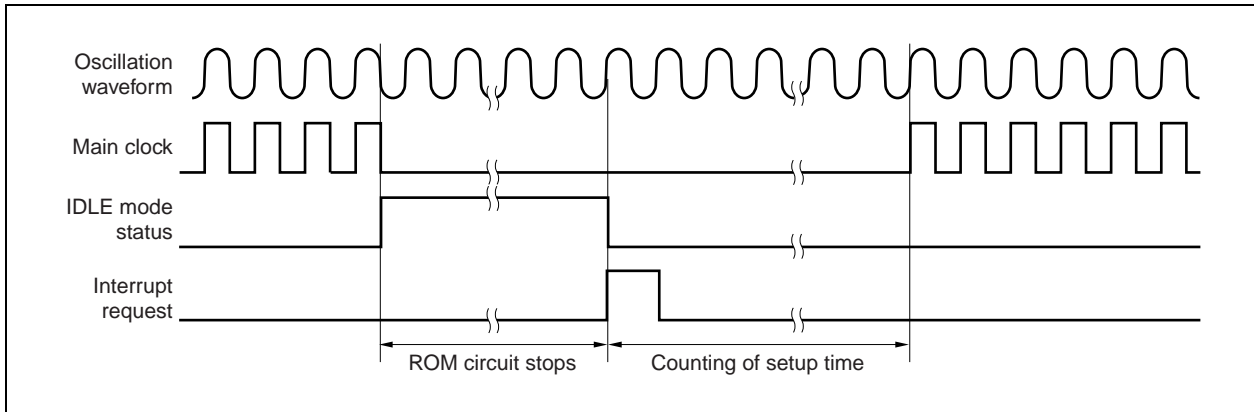 Oscillation
waveform
Main clock
IDLE mode
status
Interrupt
request
ROM circuit stops
Counting of setup time